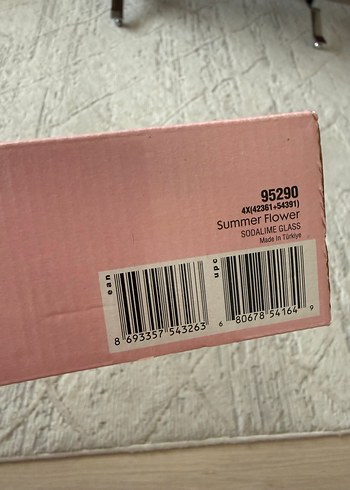 95290
4X(42361+54391)
Summer Flower
SODALIME GLASS
Made In Türkiye
ean
upc
8 693357 543263
6 80678 54164 9